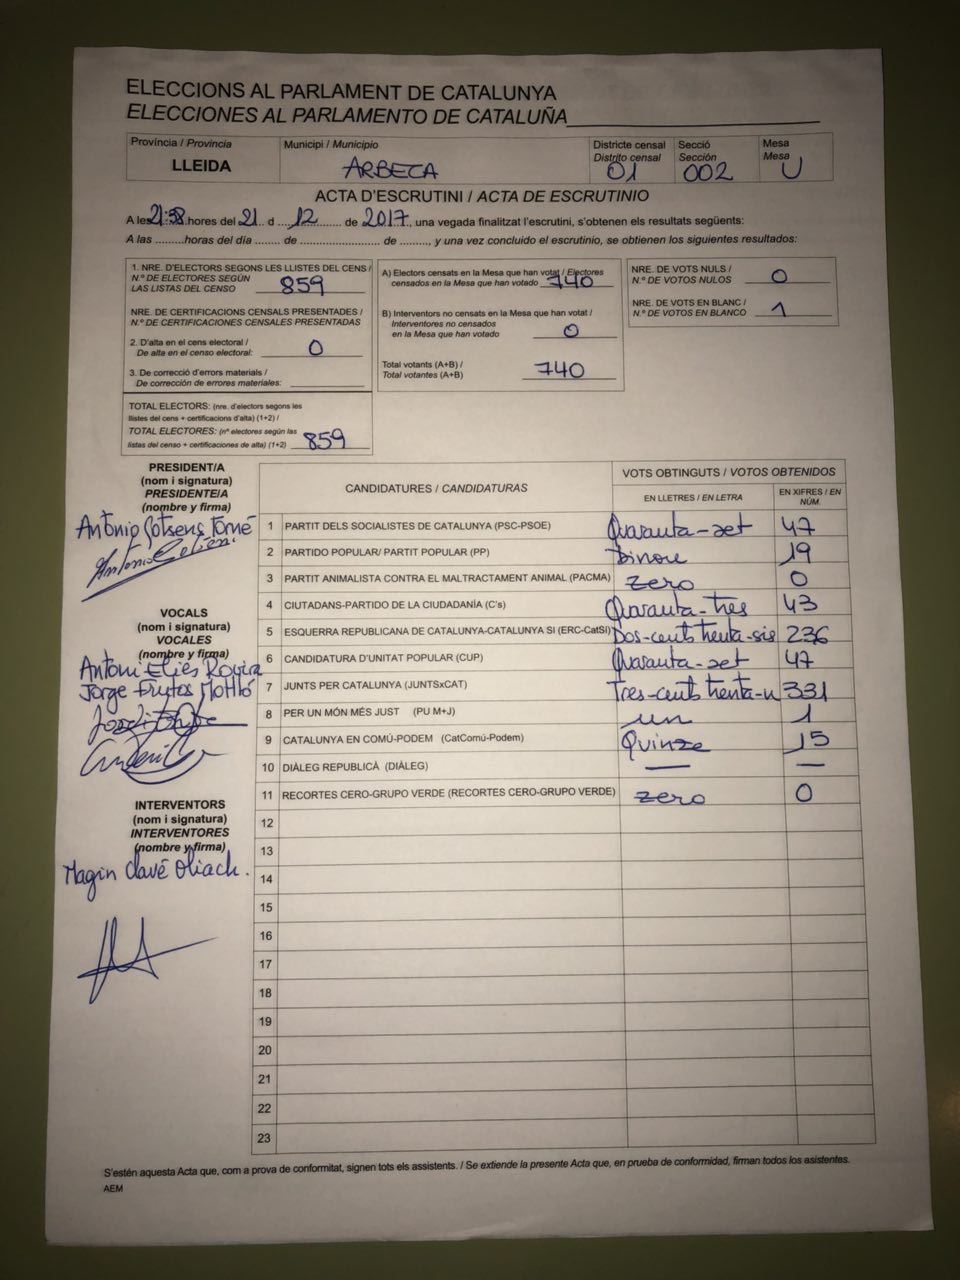 ELECCIONS AL PARLAMENT DE CATALUNYA
ELECCIONES AL PARLAMENTO DE CATALUÑA
Província / Provincia
LLEIDA
Municipi / Municipio
ARBECA
Districte censal
Distrito censal
01
Secció
Sección
002
Mesa
Mesa
U
ACTA D'ESCRUTINI / ACTA DE ESCRUTINIO
A les 21:38 hores del 21 d 12 de 2017, una vegada finalitzat l'escrutini, s'obtenen els resultats següents:
A las .........horas del día ........ de ........................ de ........., y una vez concluido el escrutinio, se obtienen los siguientes resultados:
1. NRE. D'ELECTORS SEGONS LES LLISTES DEL CENS /
N.º DE ELECTORES SEGÚN
LAS LISTAS DEL CENSO 859
NRE. DE CERTIFICACIONS CENSALS PRESENTADES /
N.º DE CERTIFICACIONES CENSALES PRESENTADAS
2. D'alta en el cens electoral /
De alta en el censo electoral: 0
3. De correcció d'errors materials /
De corrección de errores materiales:
TOTAL ELECTORS: (nre. d'electors segons les
llistes del cens + certificacions d'alta) (1+2) /
TOTAL ELECTORES: (nº electores según las
listas del censo + certificaciones de alta) (1+2) 859
A) Electors censats en la Mesa que han votat / Electores
censados en la Mesa que han votado 740
B) Interventors no censats en la Mesa que han votat /
Interventores no censados
en la Mesa que han votado 0
Total votants (A+B) /
Total votantes (A+B) 740
NRE. DE VOTS NULS /
N.º DE VOTOS NULOS 0
NRE. DE VOTS EN BLANC /
N.º DE VOTOS EN BLANCO 1
PRESIDENT/A
(nom i signatura)
PRESIDENTE/A
(nombre y firma)
Antonio Cotsens Tomé
VOCALS
(nom i signatura)
VOCALES
(nombre y firma)
Antoni Elies Rovira
Jorge Frutos
INTERVENTORS
(nom i signatura)
INTERVENTORES
(nombre y firma)
Magín Clavé Oliach.
CANDIDATURES / CANDIDATURAS
VOTS OBTINGUTS / VOTOS OBTENIDOS
EN LLETRES / EN LETRA
EN XIFRES / EN NÚM.
1 PARTIT DELS SOCIALISTES DE CATALUNYA (PSC-PSOE) Quaranta-set 47
2 PARTIDO POPULAR/ PARTIT POPULAR (PP) Dinou 19
3 PARTIT ANIMALISTA CONTRA EL MALTRACTAMENT ANIMAL (PACMA) zero 0
4 CIUTADANS-PARTIDO DE LA CIUDADANÍA (C's) Quaranta-tres 43
5 ESQUERRA REPUBLICANA DE CATALUNYA-CATALUNYA SI (ERC-CatSI) Dos-cents trenta-sis 236
6 CANDIDATURA D'UNITAT POPULAR (CUP) Quaranta-set 47
7 JUNTS PER CATALUNYA (JUNTSxCAT) Tres-cents trenta-u 331
8 PER UN MÓN MÉS JUST (PU M+J) un 1
9 CATALUNYA EN COMÚ-PODEM (CatComú-Podem) Quinze 15
10 DIÀLEG REPUBLICÀ (DIÀLEG) — —
11 RECORTES CERO-GRUPO VERDE (RECORTES CERO-GRUPO VERDE) zero 0
12
13
14
15
16
17
18
19
20
21
22
23
S'estén aquesta Acta que, com a prova de conformitat, signen tots els assistents. / Se extiende la presente Acta que, en prueba de conformidad, firman todos los asistentes.
AEM